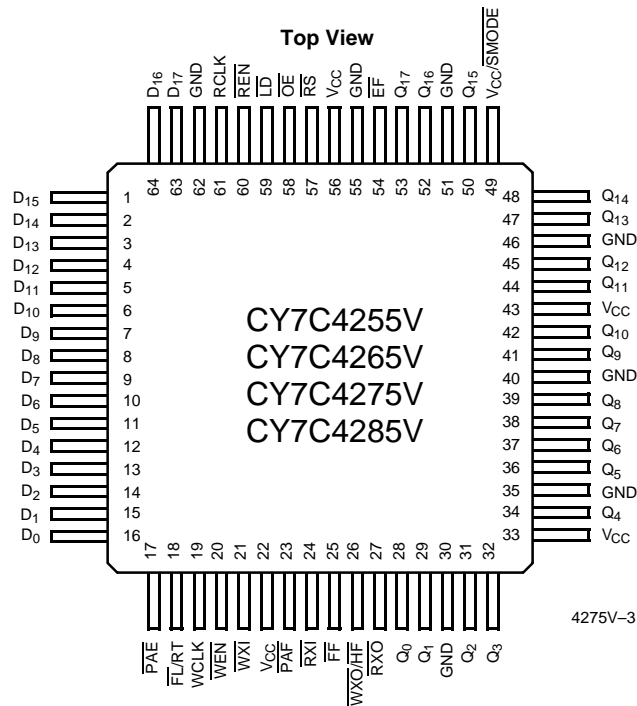 Top View
D16
D17
GND
RCLK
REN
LD
OE
RS
VCC
GND
EF
Q17
Q16
GND
Q15
VCC/SMODE
64
63
62
61
60
59
58
57
56
55
54
53
52
51
50
49
D15 1
D14 2
D13 3
D12 4
D11 5
D10 6
D9 7
D8 8
D7 9
D6 10
D5 11
D4 12
D3 13
D2 14
D1 15
D0 16
CY7C4255V
CY7C4265V
CY7C4275V
CY7C4285V
48 Q14
47 Q13
46 GND
45 Q12
44 Q11
43 VCC
42 Q10
41 Q9
40 GND
39 Q8
38 Q7
37 Q6
36 Q5
35 GND
34 Q4
33 VCC
17
18
19
20
21
22
23
24
25
26
27
28
29
30
31
32
PAE
FL/RT
WCLK
WEN
WXI
VCC
PAF
RXI
FF
WXO/HF
RXO
Q0
Q1
GND
Q2
Q3
4275V–3